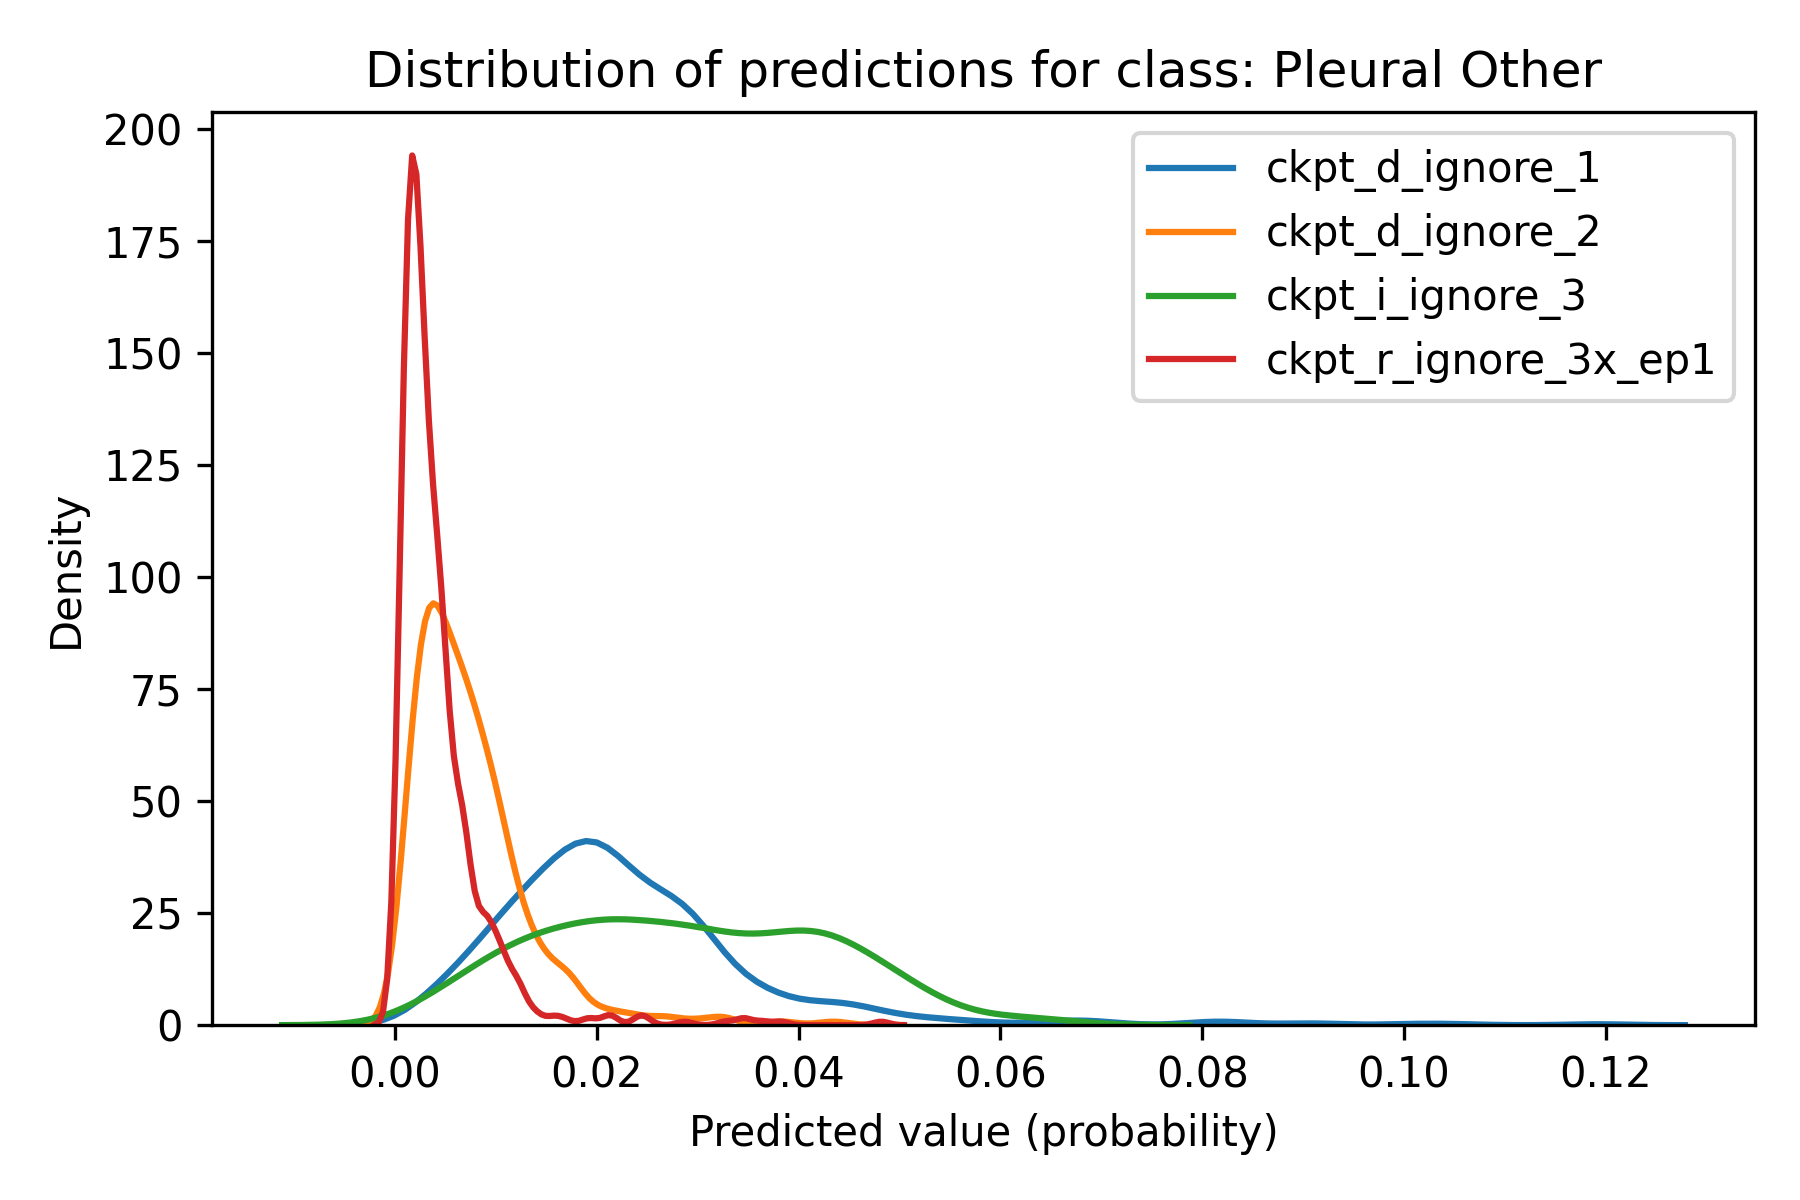 Distribution of predictions for class: Pleural Other
200
175
150
125
100
75
50
25
0
Density
ckpt_d_ignore_1
ckpt_d_ignore_2
ckpt_i_ignore_3
ckpt_r_ignore_3x_ep1
0.00 0.02 0.04 0.06 0.08 0.10 0.12
Predicted value (probability)